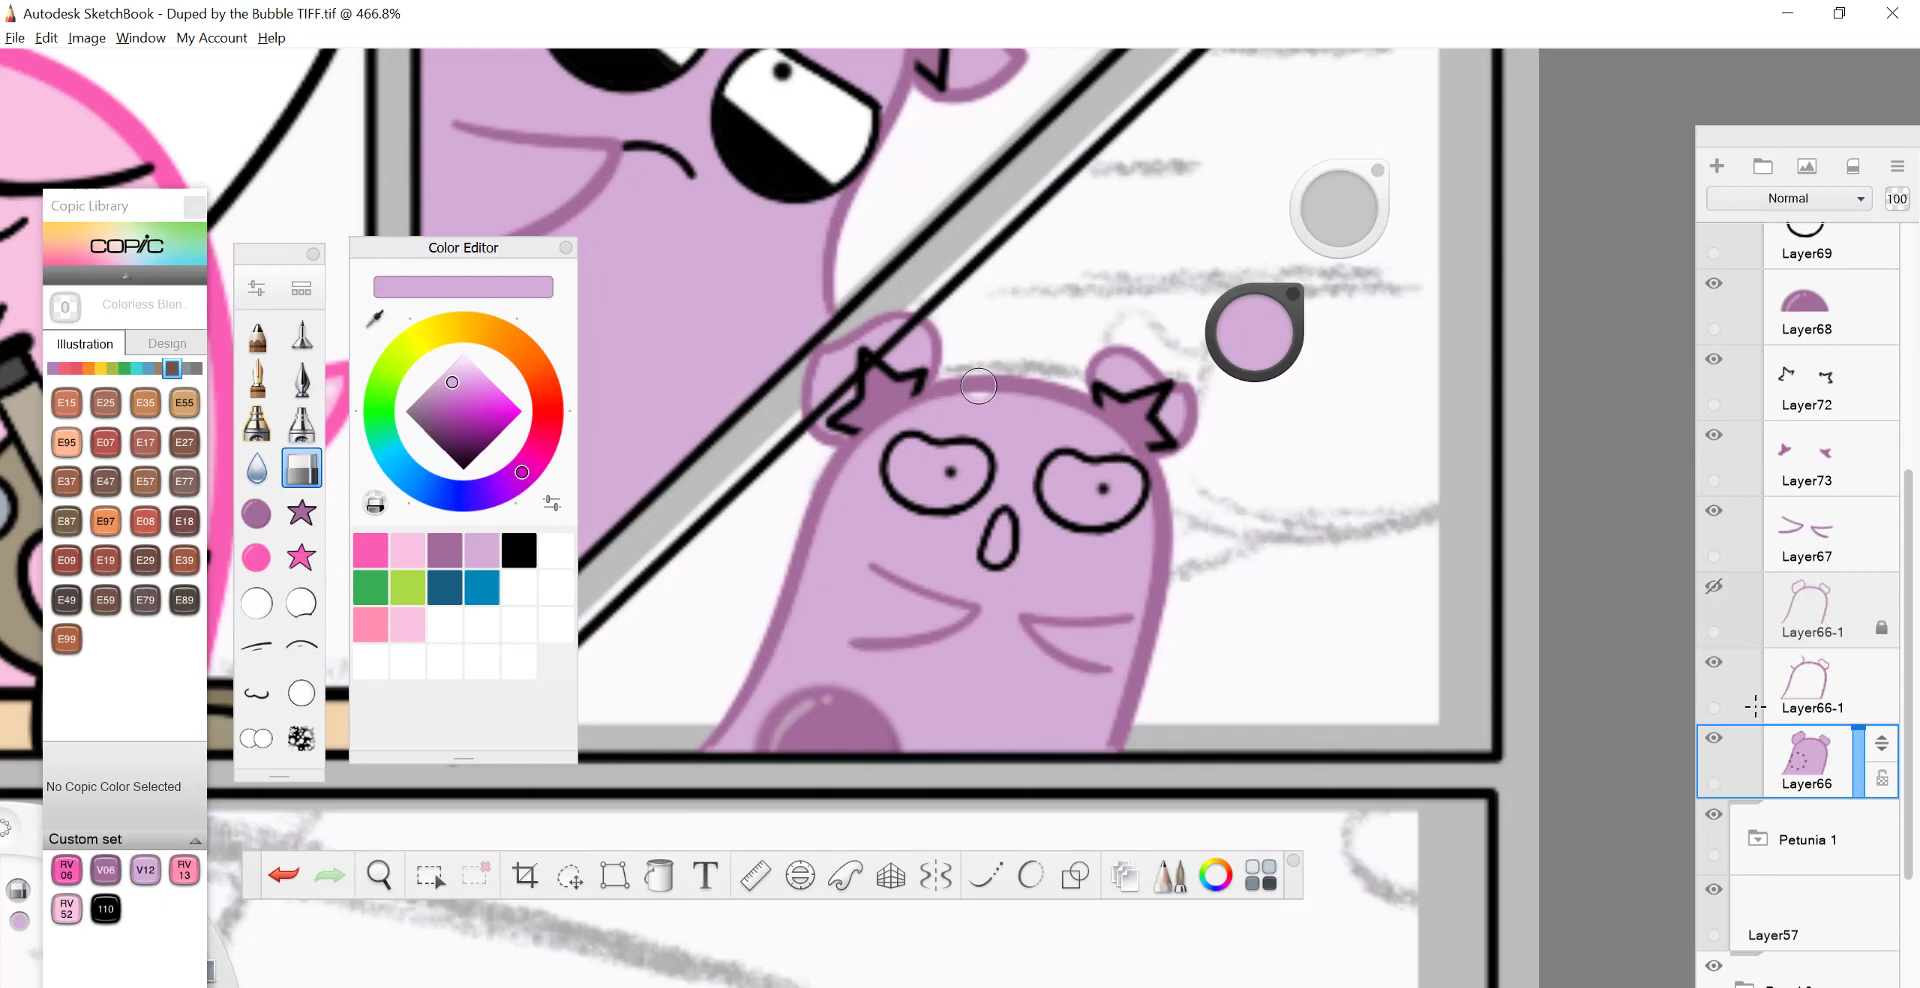 Autodesk SketchBook - Duped by the Bubble TIFF.tif @ 466.8%
File Edit Image Window My Account Help
Copic Library
COPIC
0 Colorless Blen..
Illustration Design
E15 E25 E35 E55
E95 E07 E17 E27
E37 E47 E57 E77
E87 E97 E08 E18
E09 E19 E29 E39
E49 E59 E79 E89
E99
No Copic Color Selected
Custom set
RV 06 V06 V12 RV 13
RV 52 110
Color Editor
T
Normal 100
Layer69
Layer68
Layer72
Layer73
Layer67
Layer66-1
Layer66-1
Layer66
Petunia 1
Layer57